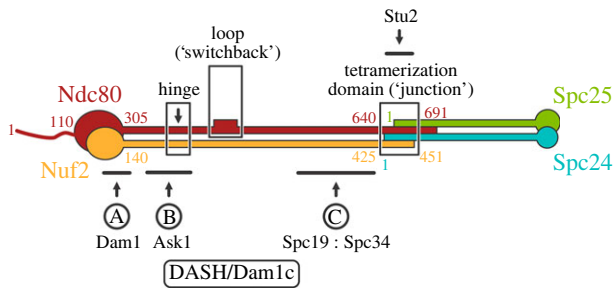 Stu2
loop
('switchback')
tetramerization
domain ('junction')
hinge
Ndc80
Spc25
1
110
305
640
1
691
Nuf2
140
425
1
451
Spc24
A
B
C
Dam1
Ask1
Spc19 : Spc34
DASH/Dam1c